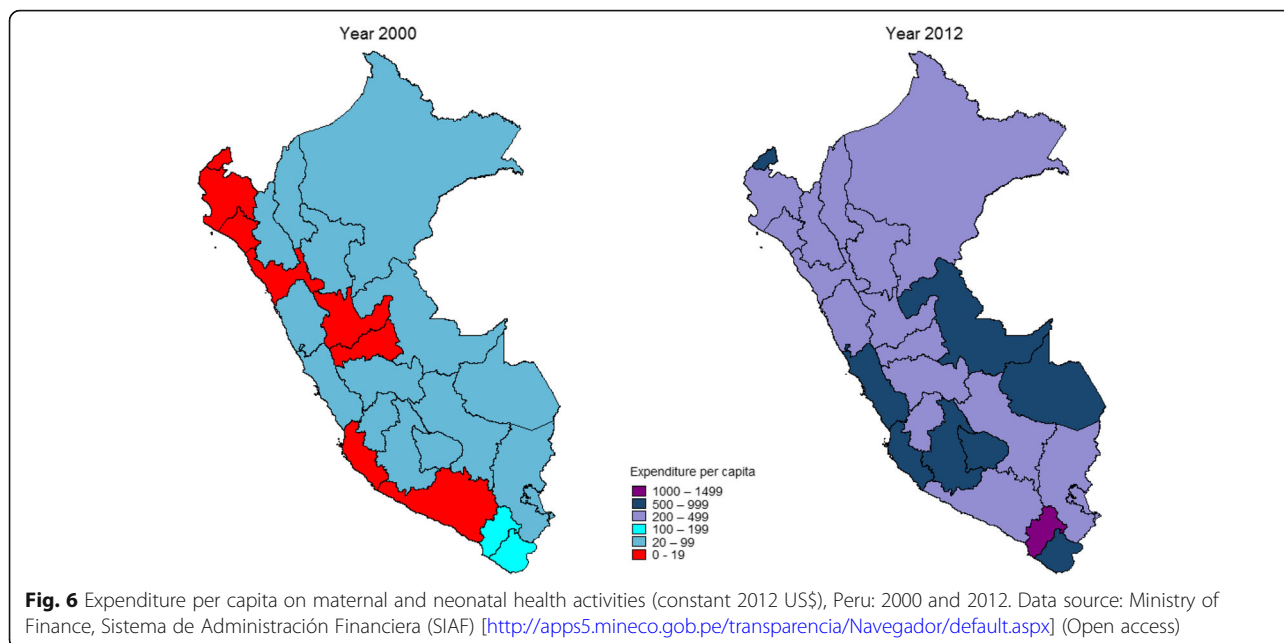 Year 2000
Year 2012
Expenditure per capita
1000 – 1499
500 – 999
200 – 499
100 – 199
20 – 99
0 - 19
Fig. 6 Expenditure per capita on maternal and neonatal health activities (constant 2012 US$), Peru: 2000 and 2012. Data source: Ministry of
Finance, Sistema de Administración Financiera (SIAF) [http://apps5.mineco.gob.pe/transparencia/Navegador/default.aspx] (Open access)